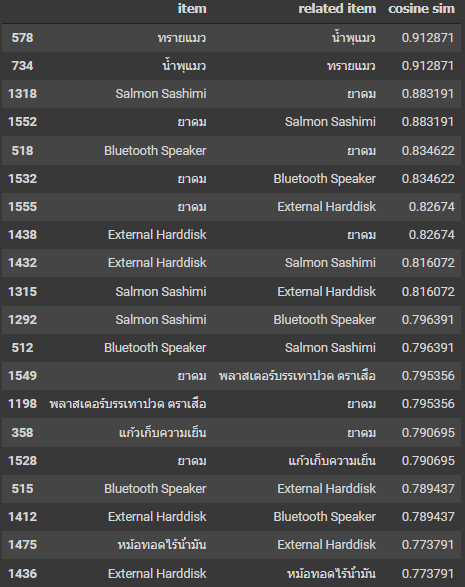 item related item cosine sim
578 ทรายแมว น้ำพุแมว 0.912871
734 น้ำพุแมว ทรายแมว 0.912871
1318 Salmon Sashimi ยาดม 0.883191
1552 ยาดม Salmon Sashimi 0.883191
518 Bluetooth Speaker ยาดม 0.834622
1532 ยาดม Bluetooth Speaker 0.834622
1555 ยาดม External Harddisk 0.82674
1438 External Harddisk ยาดม 0.82674
1432 External Harddisk Salmon Sashimi 0.816072
1315 Salmon Sashimi External Harddisk 0.816072
1292 Salmon Sashimi Bluetooth Speaker 0.796391
512 Bluetooth Speaker Salmon Sashimi 0.796391
1549 ยาดม พลาสเตอร์บรรเทาปวด ตราเสือ 0.795356
1198 พลาสเตอร์บรรเทาปวด ตราเสือ ยาดม 0.795356
358 แก้วเก็บความเย็น ยาดม 0.790695
1528 ยาดม แก้วเก็บความเย็น 0.790695
515 Bluetooth Speaker External Harddisk 0.789437
1412 External Harddisk Bluetooth Speaker 0.789437
1475 หม้อทอดไร้น้ำมัน External Harddisk 0.773791
1436 External Harddisk หม้อทอดไร้น้ำมัน 0.773791